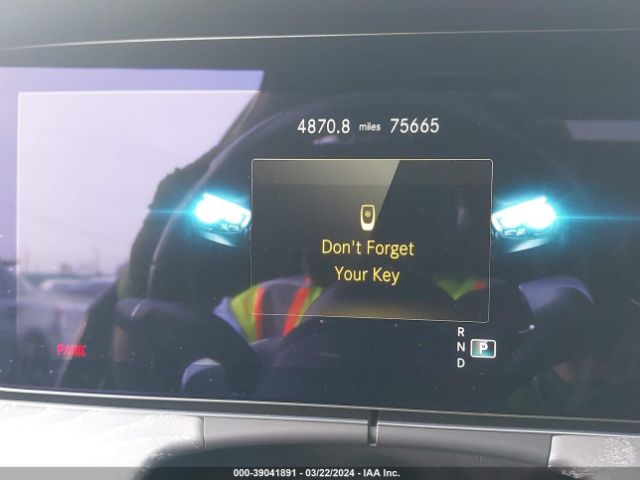 4870.8 miles 75665
Don't Forget
Your Key
R
N P
D
PARK
000-39041891 - 03/22/2024 - IAA Inc.